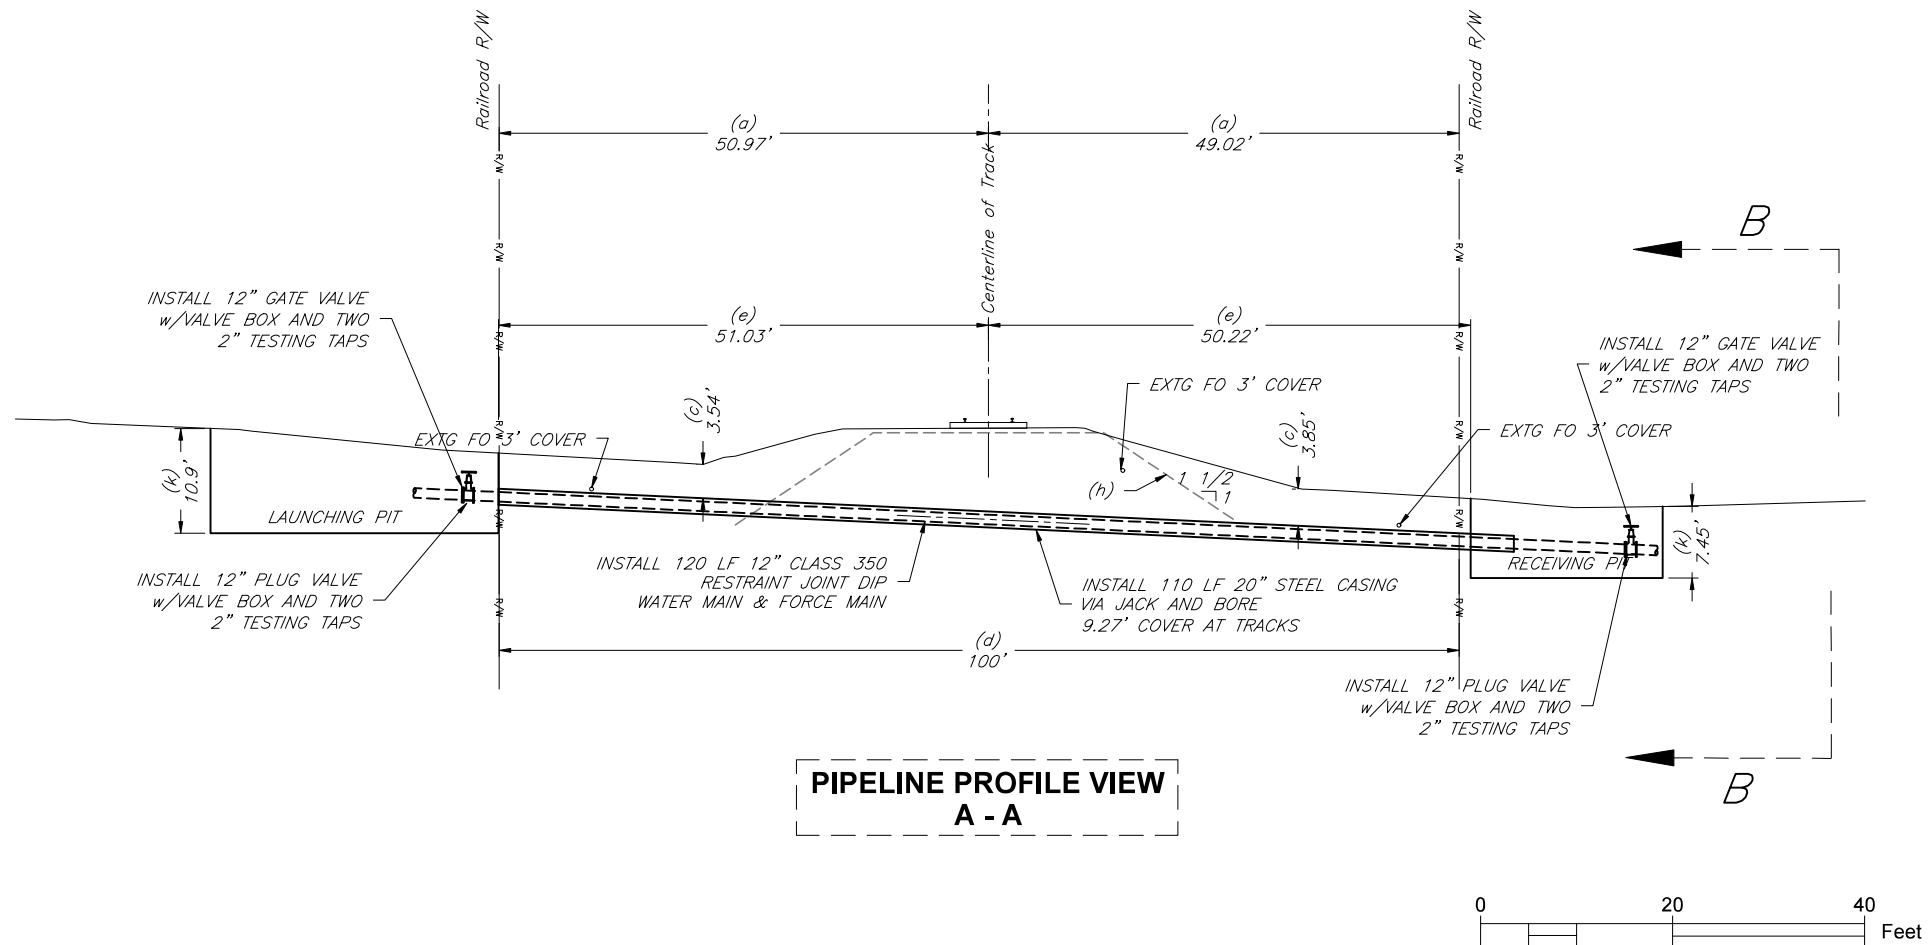 Railroad R/W
Railroad R/W
(a)
50.97'
(a)
49.02'
Centerline of Track
R/W
R/W
R/W
R/W
R/W
R/W
R/W
R/W
R/W
R/W
R/W
R/W
B
(e)
51.03'
(e)
50.22'
INSTALL 12" GATE VALVE
w/VALVE BOX AND TWO
2" TESTING TAPS
INSTALL 12" GATE VALVE
w/VALVE BOX AND TWO
2" TESTING TAPS
EXTG FO 3' COVER
(c)
3.54'
EXTG FO 3' COVER
(c)
3.85'
EXTG FO 3' COVER
(k)
10.9'
(h)
1 1/2
1
LAUNCHING PIT
RECEIVING PIT
(k)
7.45'
INSTALL 120 LF 12" CLASS 350
RESTRAINT JOINT DIP
WATER MAIN & FORCE MAIN
INSTALL 110 LF 20" STEEL CASING
VIA JACK AND BORE
9.27' COVER AT TRACKS
INSTALL 12" PLUG VALVE
w/VALVE BOX AND TWO
2" TESTING TAPS
(d)
100'
INSTALL 12" PLUG VALVE
w/VALVE BOX AND TWO
2" TESTING TAPS
B
PIPELINE PROFILE VIEW
A - A
0 20 40
Feet